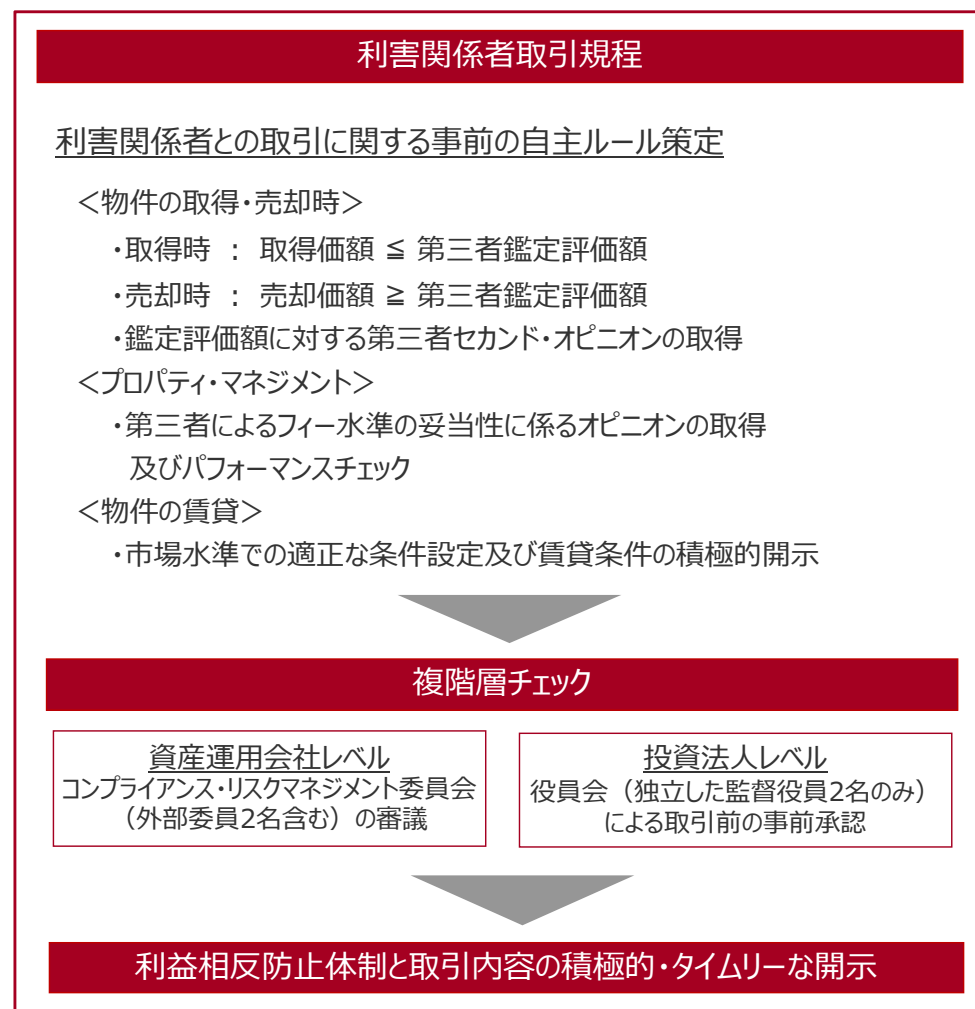 利害関係者取引規程
利害関係者との取引に関する事前の自主ルール策定
＜物件の取得・売却時＞
・取得時 ： 取得価額 ≦ 第三者鑑定評価額
・売却時 ： 売却価額 ≧ 第三者鑑定評価額
・鑑定評価額に対する第三者セカンド・オピニオンの取得
＜プロパティ・マネジメント＞
・第三者によるフィー水準の妥当性に係るオピニオンの取得
及びパフォーマンスチェック
＜物件の賃貸＞
・市場水準での適正な条件設定及び賃貸条件の積極的開示
複階層チェック
資産運用会社レベル
コンプライアンス・リスクマネジメント委員会
（外部委員2名含む）の審議
投資法人レベル
役員会（独立した監督役員2名のみ）
による取引前の事前承認
利益相反防止体制と取引内容の積極的・タイムリーな開示